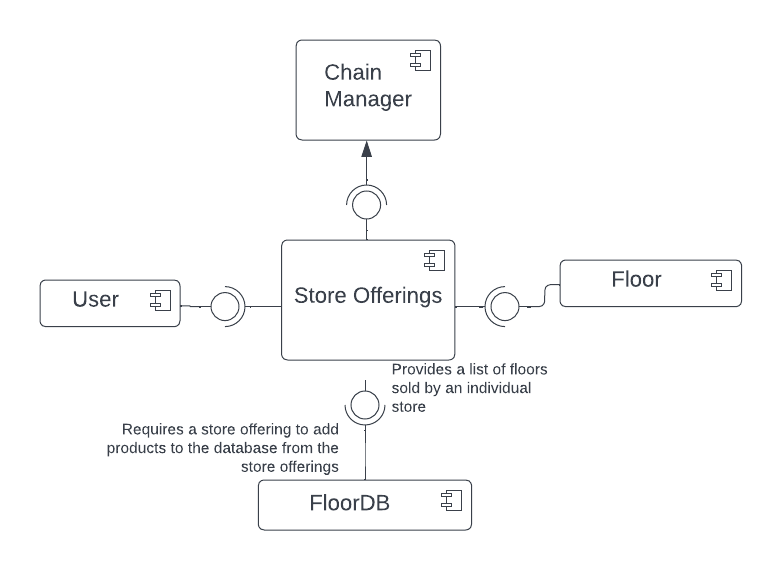 Chain
Manager
User
Store Offerings
Floor
Provides a list of floors
sold by an individual
store
Requires a store offering to add
products to the database from the
store offerings
FloorDB